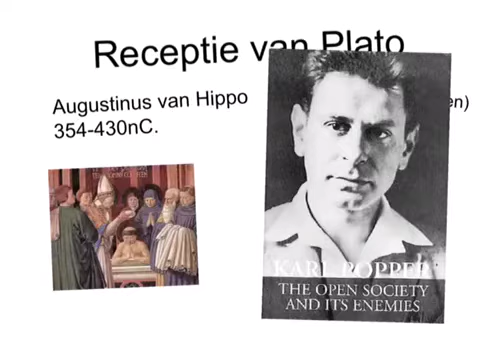 Receptie van Plato
Augustinus van Hippo en)
354-430nC.
KARL POPPER
THE OPEN SOCIETY
AND ITS ENEMIES